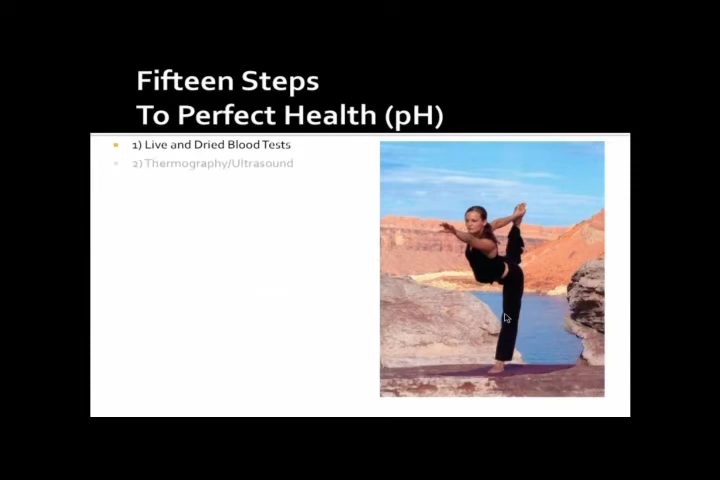 Fifteen Steps
To Perfect Health (pH)
1) Live and Dried Blood Tests
2) Thermography/Ultrasound